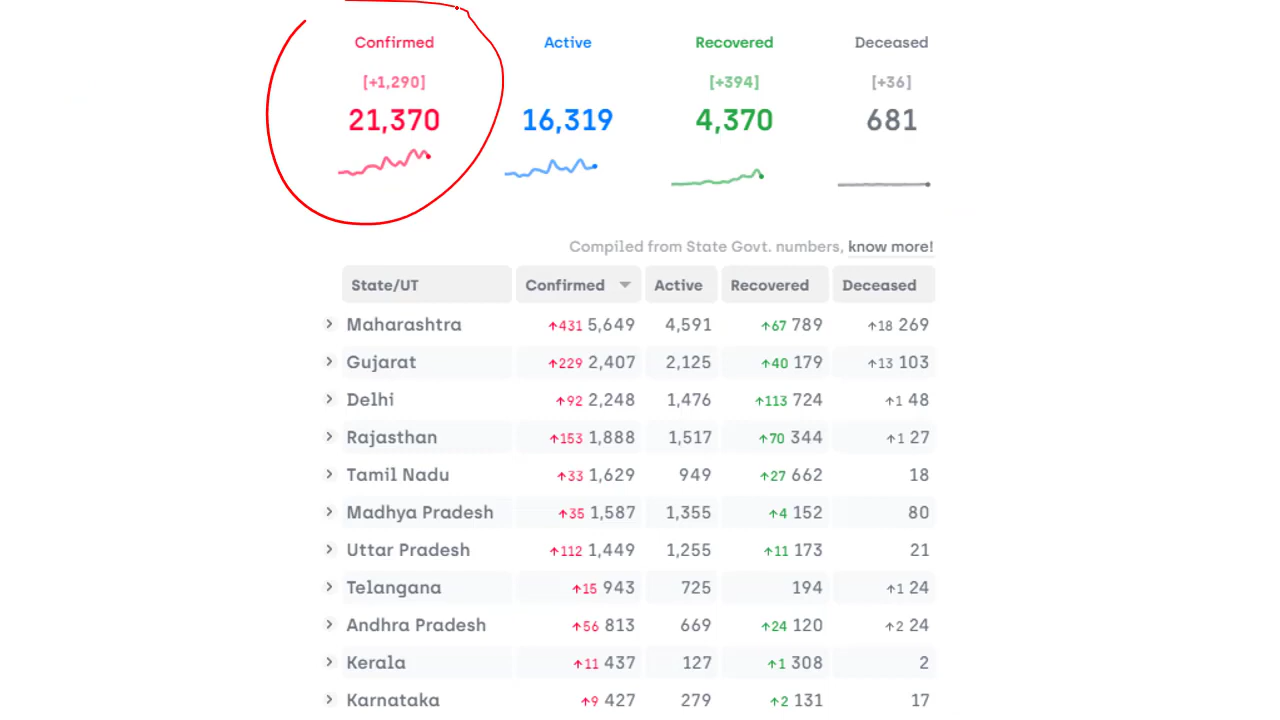 Confirmed Active Recovered Deceased
[+1,290] [+394] [+36]
21,370 16,319 4,370 681
Compiled from State Govt. numbers, know more!
State/UT Confirmed Active Recovered Deceased
Maharashtra ↑431 5,649 4,591 ↑67 789 ↑18 269
Gujarat ↑229 2,407 2,125 ↑40 179 ↑13 103
Delhi ↑92 2,248 1,476 ↑113 724 ↑1 48
Rajasthan ↑153 1,888 1,517 ↑70 344 ↑1 27
Tamil Nadu ↑33 1,629 949 ↑27 662 18
Madhya Pradesh ↑35 1,587 1,355 ↑4 152 80
Uttar Pradesh ↑112 1,449 1,255 ↑11 173 21
Telangana ↑15 943 725 194 ↑1 24
Andhra Pradesh ↑56 813 669 ↑24 120 ↑2 24
Kerala ↑11 437 127 ↑1 308 2
Karnataka ↑9 427 279 ↑2 131 17